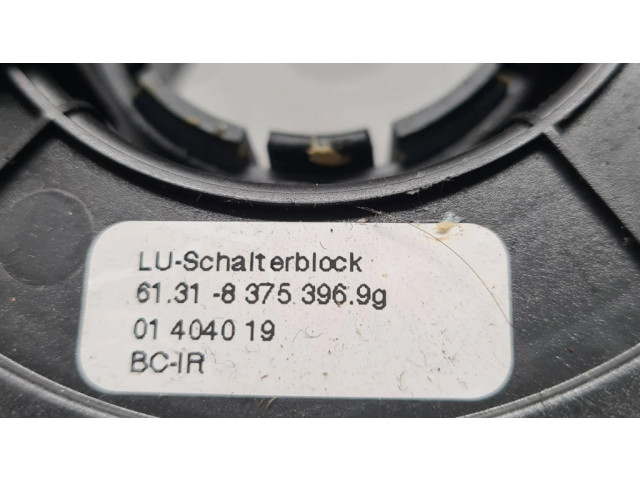 LU-Schalterblock
61.31 -8 375 396.9g
01 4040 19
BC-IR